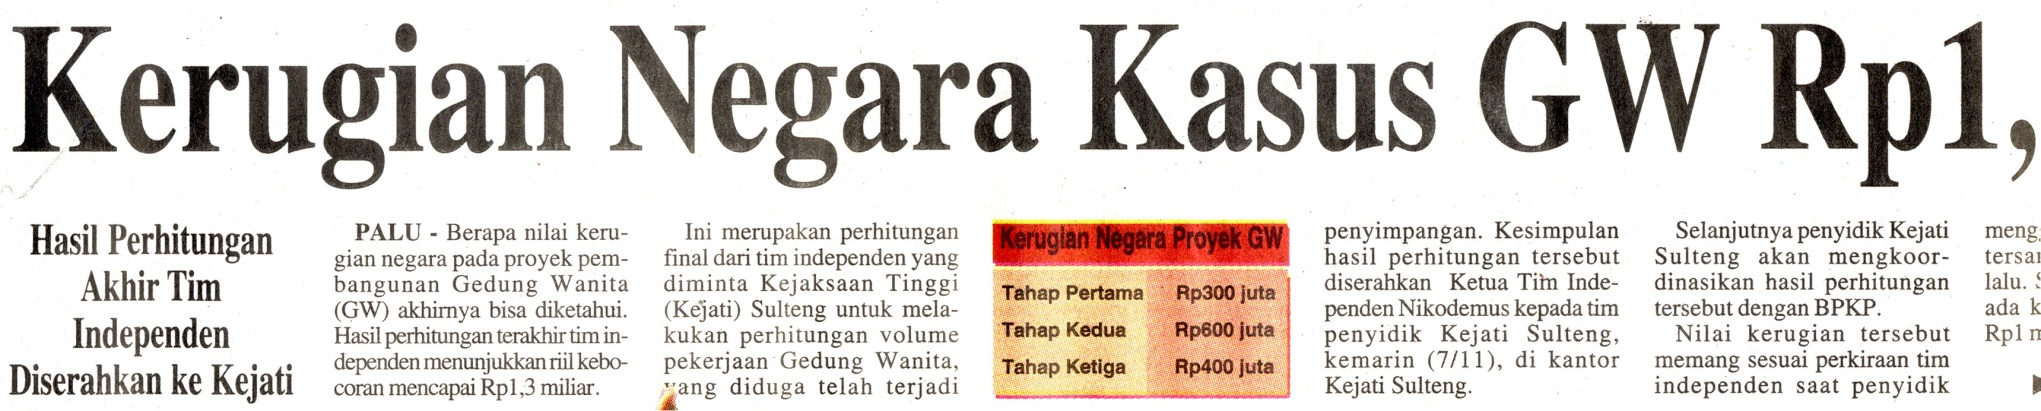 Kerugian Negara Kasus GW Rp1,
Hasil Perhitungan
Akhir Tim
Independen
Diserahkan ke Kejati
PALU - Berapa nilai keru-
gian negara pada proyek pem-
bangunan Gedung Wanita
(GW) akhirnya bisa diketahui.
Hasil perhitungan terakhir tim in-
dependen menunjukkan riil kebo-
coran mencapai Rp1,3 miliar.
Ini merupakan perhitungan
final dari tim independen yang
diminta Kejaksaan Tinggi
(Kejati) Sulteng untuk mela-
kukan perhitungan volume
pekerjaan Gedung Wanita,
yang diduga telah terjadi
Kerugian Negara Proyek GW
Tahap Pertama Rp300 juta
Tahap Kedua Rp600 juta
Tahap Ketiga Rp400 juta
penyimpangan. Kesimpulan
hasil perhitungan tersebut
diserahkan Ketua Tim Inde-
penden Nikodemus kepada tim
penyidik Kejati Sulteng,
kemarin (7/11), di kantor
Kejati Sulteng.
Selanjutnya penyidik Kejati
Sulteng akan mengkoor-
dinasikan hasil perhitungan
tersebut dengan BPKP.
Nilai kerugian tersebut
memang sesuai perkiraan tim
independen saat penyidik
lalu.
ada